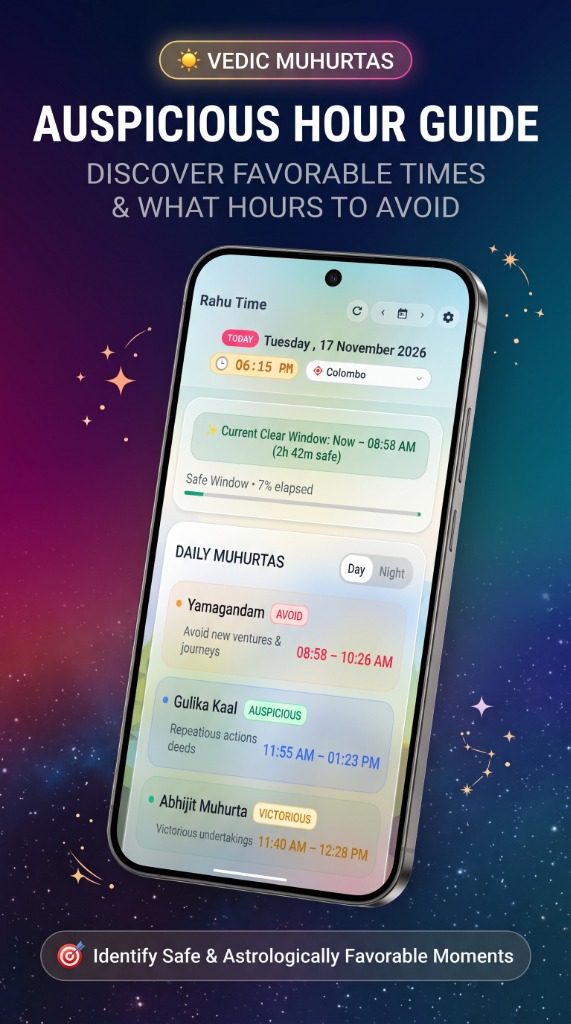 ☀️ VEDIC MUHURTAS
AUSPICIOUS HOUR GUIDE
DISCOVER FAVORABLE TIMES
& WHAT HOURS TO AVOID
Rahu Time
TODAY Tuesday , 17 November 2026
06:15 PM
Colombo
✨ Current Clear Window: Now – 08:58 AM
(2h 42m safe)
Safe Window • 7% elapsed
DAILY MUHURTAS
Day Night
Yamagandam AVOID
Avoid new ventures &
journeys
08:58 – 10:26 AM
Gulika Kaal AUSPICIOUS
Repeatious actions
deeds
11:55 AM – 01:23 PM
Abhijit Muhurta VICTORIOUS
Victorious undertakings 11:40 AM – 12:28 PM
🎯 Identify Safe & Astrologically Favorable Moments